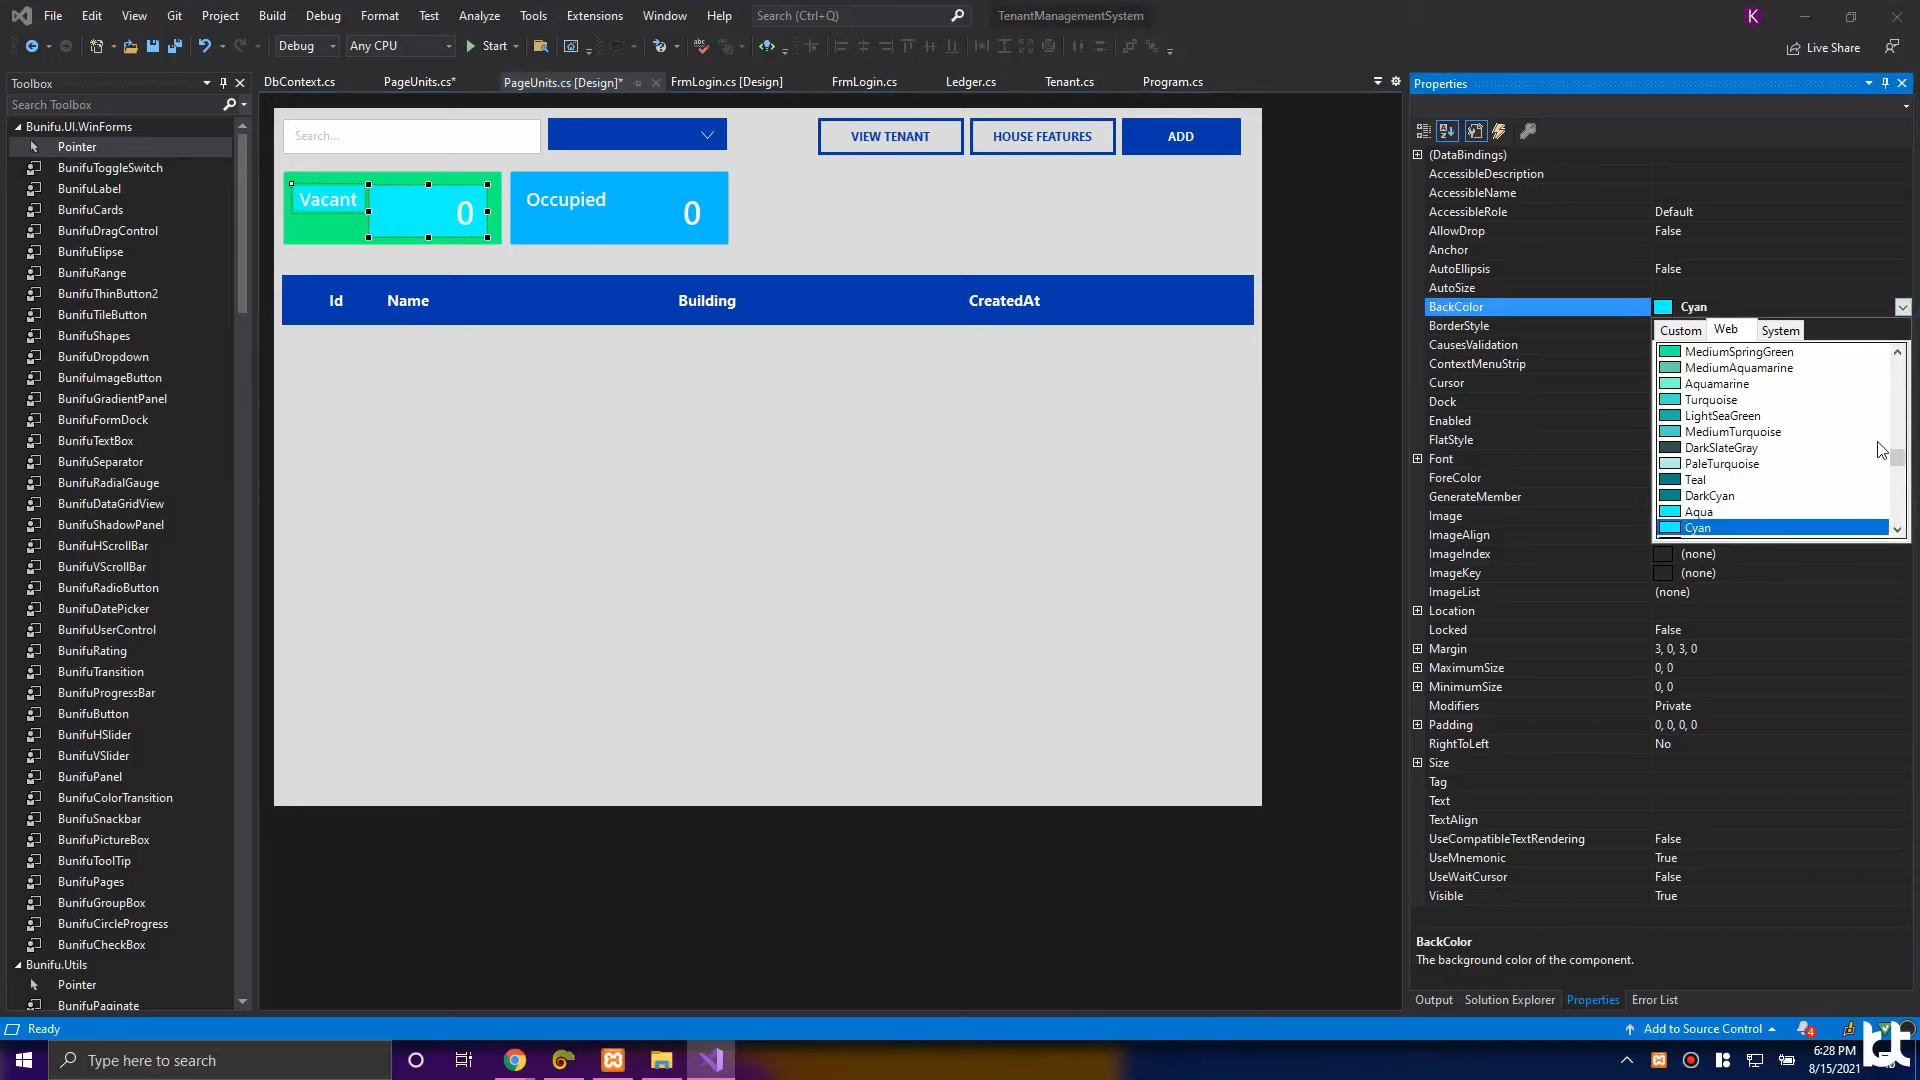 File Edit View Git Project Build Debug Format Test Analyze Tools Extensions Window Help Search (Ctrl+Q) TenantManagementSystem K
Debug Any CPU Start Live Share
Toolbox
Search Toolbox
Bunifu.UI.WinForms
Pointer
BunifuToggleSwitch
BunifuLabel
BunifuCards
BunifuDragControl
BunifuElipse
BunifuRange
BunifuThinButton2
BunifuTileButton
BunifuShapes
BunifuDropdown
BunifuImageButton
BunifuGradientPanel
BunifuFormDock
BunifuTextBox
BunifuSeparator
BunifuRadialGauge
BunifuDataGridView
BunifuShadowPanel
BunifuHScrollBar
BunifuVScrollBar
BunifuRadioButton
BunifuDatePicker
BunifuUserControl
BunifuRating
BunifuTransition
BunifuProgressBar
BunifuButton
BunifuHSlider
BunifuVSlider
BunifuPanel
BunifuColorTransition
BunifuSnackbar
BunifuPictureBox
BunifuToolTip
BunifuPages
BunifuGroupBox
BunifuCircleProgress
BunifuCheckBox
Bunifu.Utils
Pointer
BunifuPaginate
DbContext.cs PageUnits.cs* PageUnits.cs [Design]* FrmLogin.cs [Design] FrmLogin.cs Ledger.cs Tenant.cs Program.cs
Search... VIEW TENANT HOUSE FEATURES ADD
Vacant 0 Occupied 0
Id Name Building CreatedAt
Properties
(DataBindings)
AccessibleDescription
AccessibleName
AccessibleRole Default
AllowDrop False
Anchor
AutoEllipsis False
AutoSize
BackColor Cyan
BorderStyle
CausesValidation
ContextMenuStrip
Cursor
Dock
Enabled
FlatStyle
Font
ForeColor
GenerateMember
Image
ImageAlign
Custom Web System
MediumSpringGreen
MediumAquamarine
Aquamarine
Turquoise
LightSeaGreen
MediumTurquoise
DarkSlateGray
PaleTurquoise
Teal
DarkCyan
Aqua
Cyan
ImageIndex (none)
ImageKey (none)
ImageList (none)
Location
Locked False
Margin 3, 0, 3, 0
MaximumSize 0, 0
MinimumSize 0, 0
Modifiers Private
Padding 0, 0, 0, 0
RightToLeft No
Size
Tag
Text
TextAlign
UseCompatibleTextRendering False
UseMnemonic True
UseWaitCursor False
Visible True
BackColor
The background color of the component.
Output Solution Explorer Properties Error List
Ready Add to Source Control 4
Type here to search 6:28 PM
8/15/2021